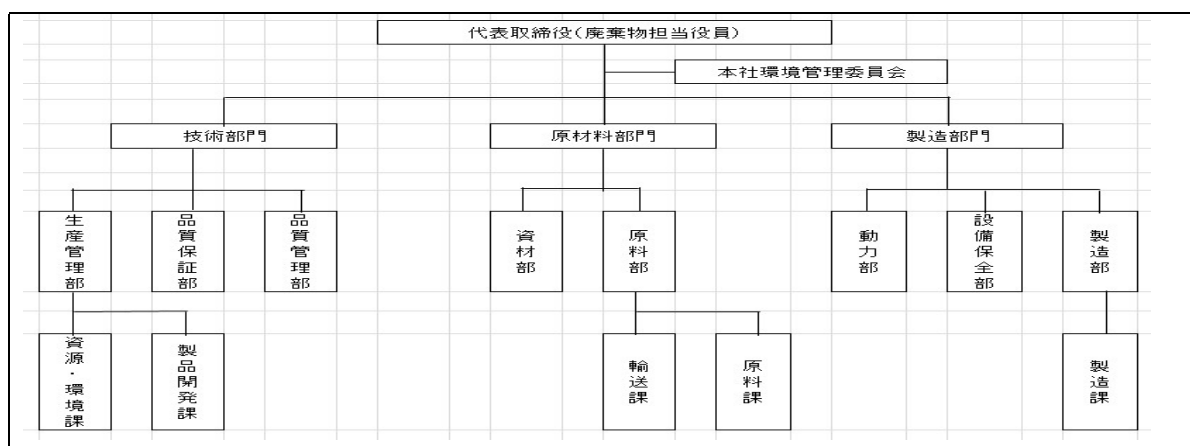 代表取締役(廃棄物担当役員)
本社環境管理委員会
技術部門
原材料部門
製造部門
生産管理部
品質保証部
品質管理部
資材部
原料部
動力部
設備保全部
製造部
資源・環境課
製品開発課
輸送課
原料課
製造課